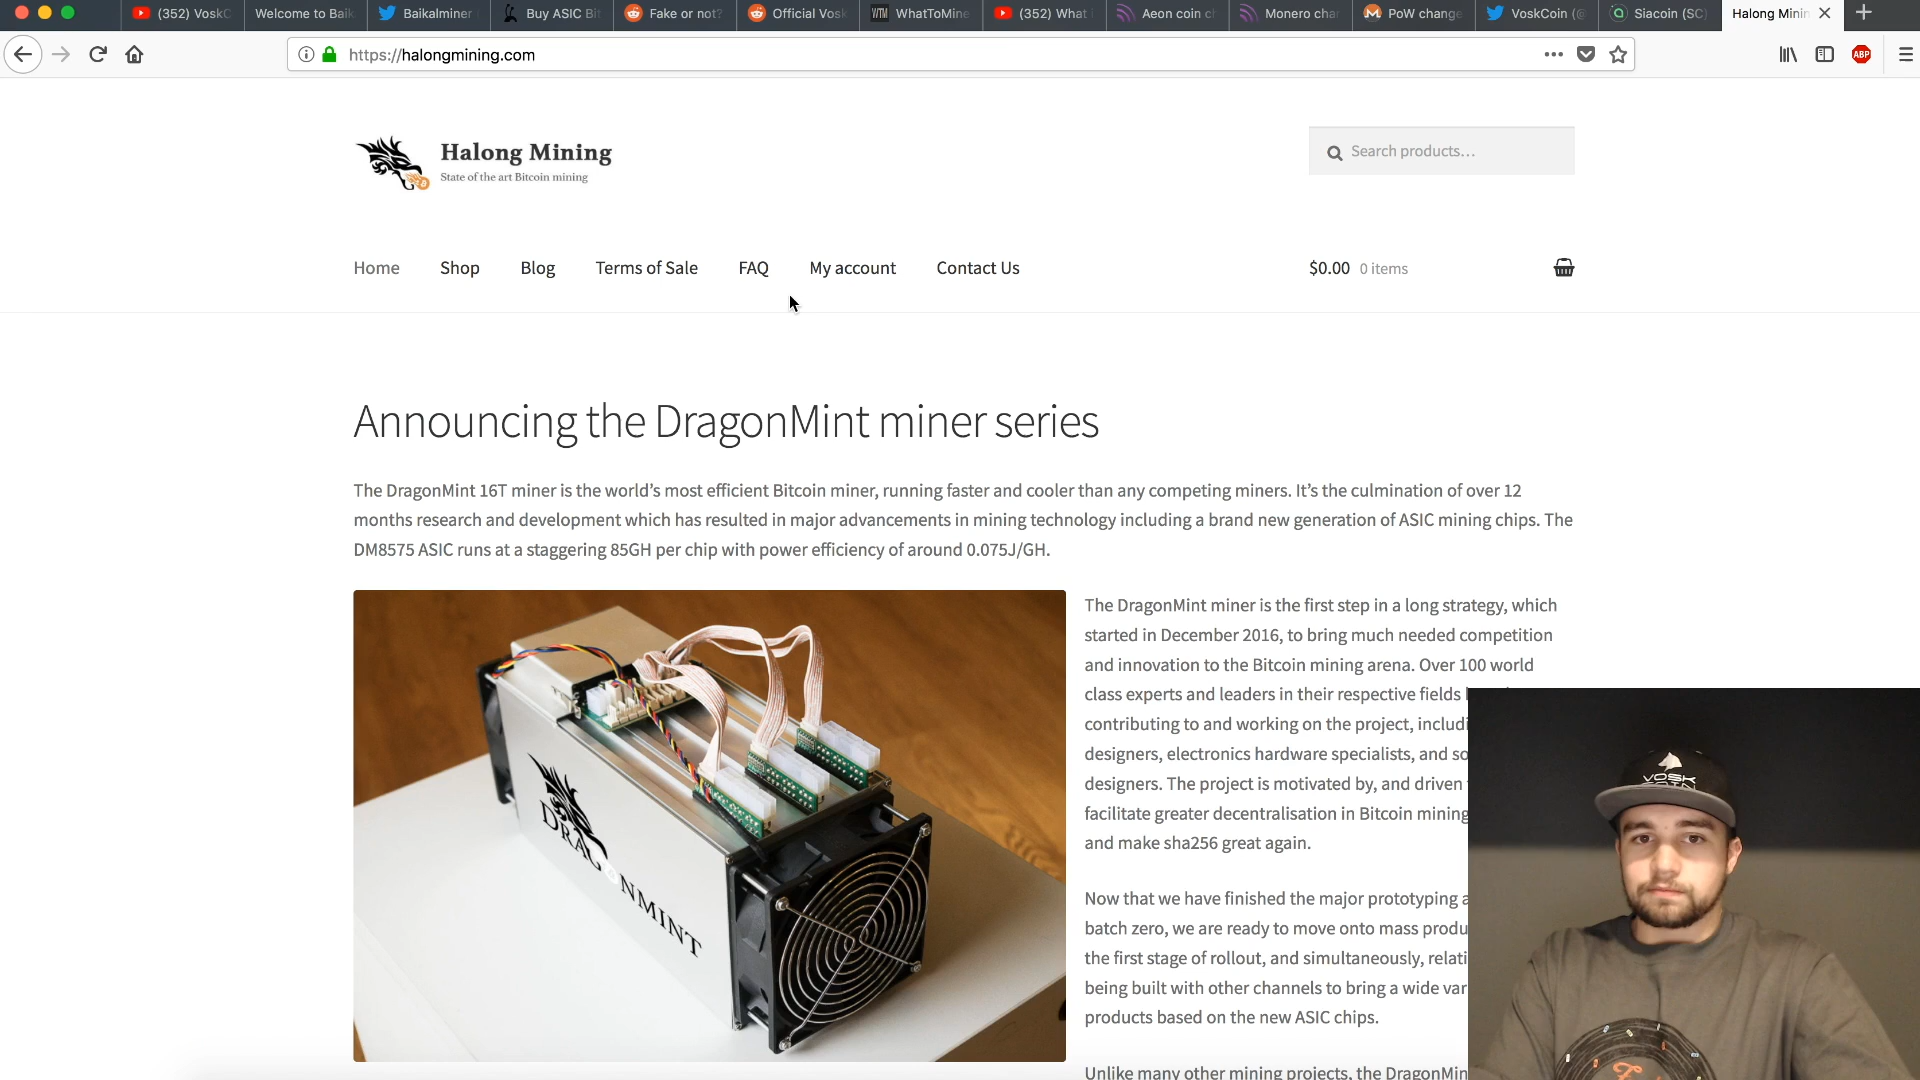 (352) VoskC
Welcome to Baik
Baikalminer
Buy ASIC Bit
Fake or not?
Official Vosk
WhatToMine
(352) What
Aeon coin c
Monero cha
PoW change
VoskCoin (@
Siacoin (SC)
Halong Minin
https://halongmining.com
ABP
Halong Mining
State of the art Bitcoin mining
Search products…
Home
Shop
Blog
Terms of Sale
FAQ
My account
Contact Us
$0.00 0 items
Announcing the DragonMint miner series
The DragonMint 16T miner is the world's most efficient Bitcoin miner, running faster and cooler than any competing miners. It's the culmination of over 12
months research and development which has resulted in major advancements in mining technology including a brand new generation of ASIC mining chips. The
DM8575 ASIC runs at a staggering 85GH per chip with power efficiency of around 0.075J/GH.
DRAGONMINT
The DragonMint miner is the first step in a long strategy, which
started in December 2016, to bring much needed competition
and innovation to the Bitcoin mining arena. Over 100 world
class experts and leaders in their respective fields
contributing to and working on the project, includi
designers, electronics hardware specialists, and so
designers. The project is motivated by, and driven
facilitate greater decentralisation in Bitcoin mining
and make sha256 great again.
Now that we have finished the major prototyping a
batch zero, we are ready to move onto mass produ
the first stage of rollout, and simultaneously, relati
being built with other channels to bring a wide var
products based on the new ASIC chips.
Unlike many other mining projects, the DragonMin
VOSK
COIN